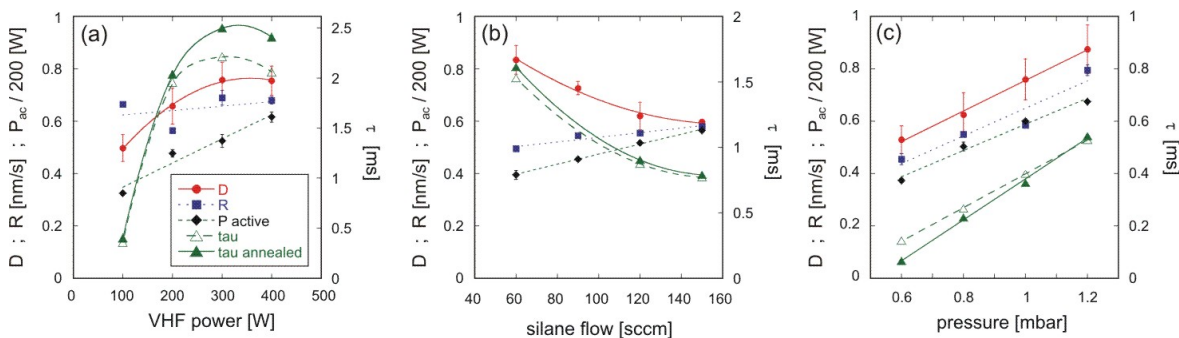 (a)
D ; R [nm/s] ; P_ac / 200 [W]
1
0.8
0.6
0.4
0.2
0
D
R
P active
tau
tau annealed
0 100 200 300 400 500
VHF power [W]
2.5
2
1.5
1
0.5
0
τ [ms]
(b)
D ; R [nm/s] ; P_ac / 200 [W]
1
0.8
0.6
0.4
0.2
0
40 60 80 100 120 140 160
silane flow [sccm]
2
1.5
1
0.5
0
τ [ms]
(c)
D ; R [nm/s] ; P_ac / 200 [W]
1
0.8
0.6
0.4
0.2
0
0.6 0.8 1 1.2
pressure [mbar]
1
0.8
0.6
0.4
0.2
0
τ [ms]